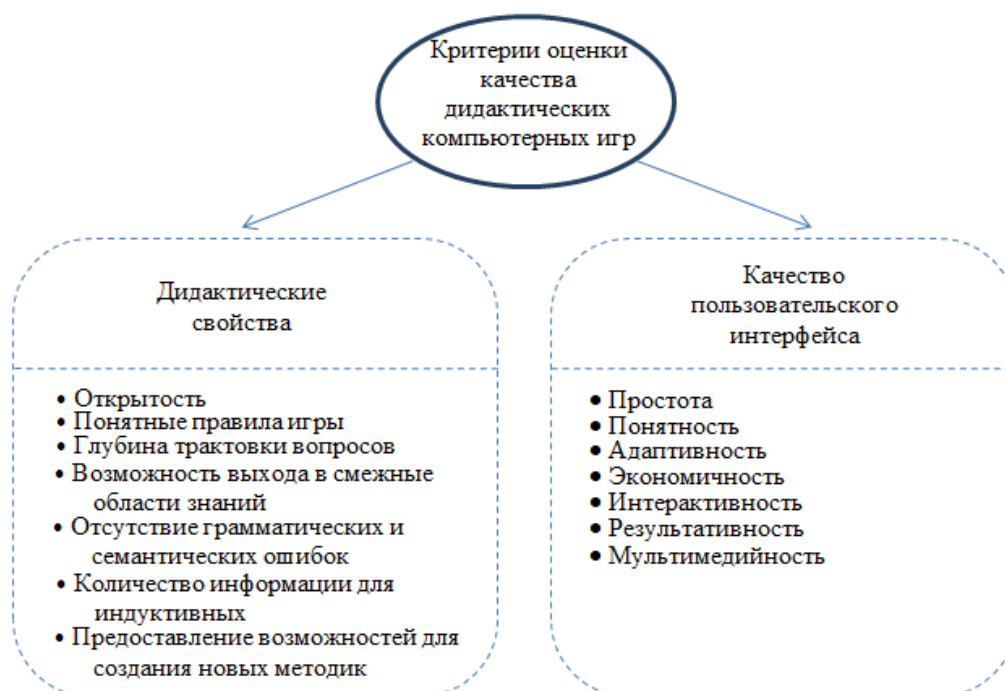 Критерии оценки
качества
дидактических
компьютерных игр
Дидактические
свойства
• Открытость
• Понятные правила игры
• Глубина трактовки вопросов
• Возможность выхода в смежные
области знаний
• Отсутствие грамматических и
семантических ошибок
• Количество информации для
индуктивных
• Предоставление возможностей для
создания новых методик
Качество
пользовательского
интерфейса
• Простота
• Понятность
• Адаптивность
• Экономичность
• Интерактивность
• Результативность
• Мультимедийность